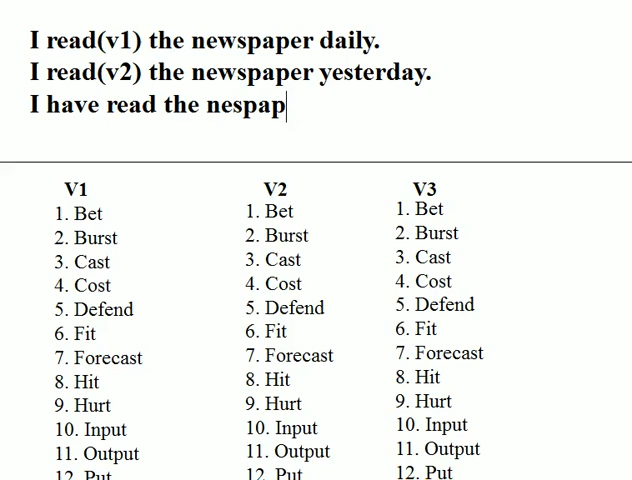 I read(v1) the newspaper daily.
I read(v2) the newspaper yesterday.
I have read the nespap
V1 V2 V3
1. Bet 1. Bet 1. Bet
2. Burst 2. Burst 2. Burst
3. Cast 3. Cast 3. Cast
4. Cost 4. Cost 4. Cost
5. Defend 5. Defend 5. Defend
6. Fit 6. Fit 6. Fit
7. Forecast 7. Forecast 7. Forecast
8. Hit 8. Hit 8. Hit
9. Hurt 9. Hurt 9. Hurt
10. Input 10. Input 10. Input
11. Output 11. Output 11. Output
12. Put 12. Put 12. Put